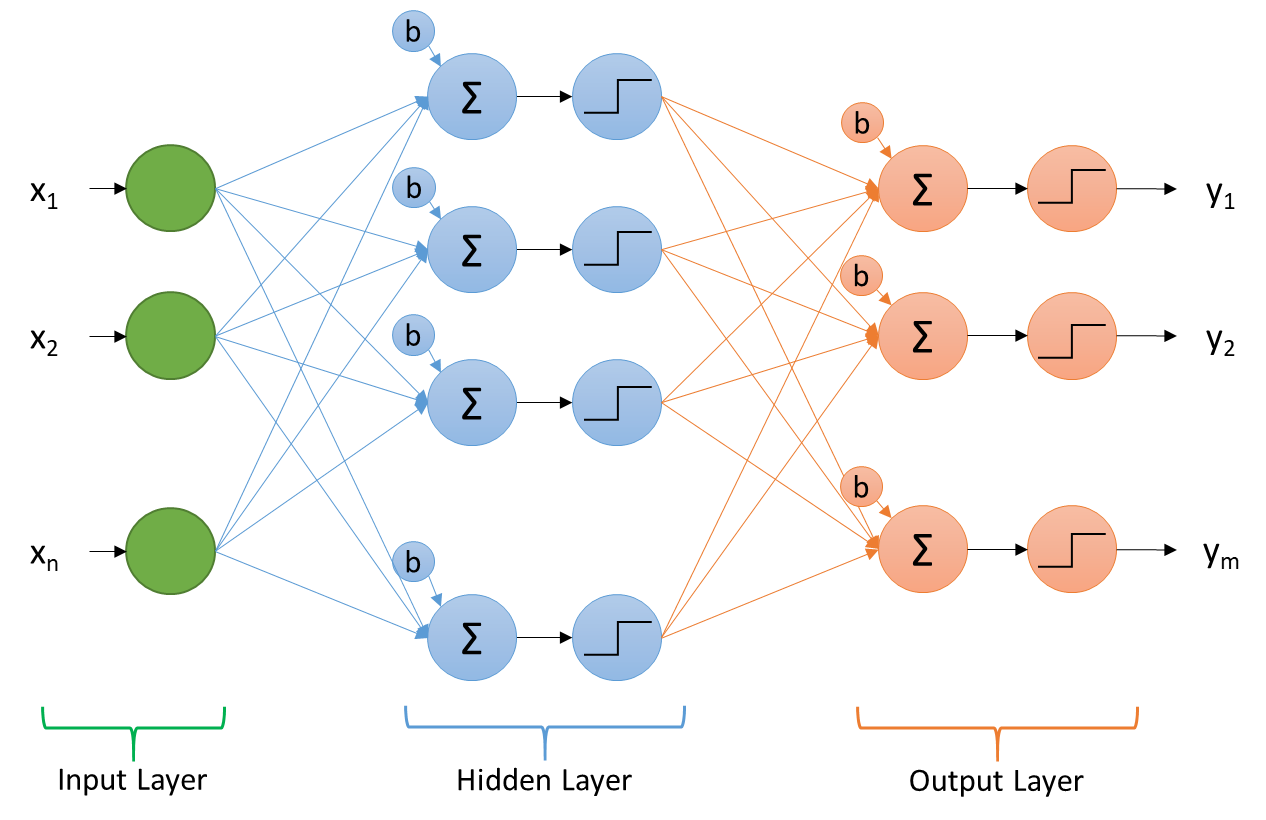 b
Σ
b
x₁
b
Σ
y₁
b
Σ
b
x₂
b
Σ
y₂
Σ
b
xₙ
b
Σ
yₘ
Σ
Input Layer
Hidden Layer
Output Layer